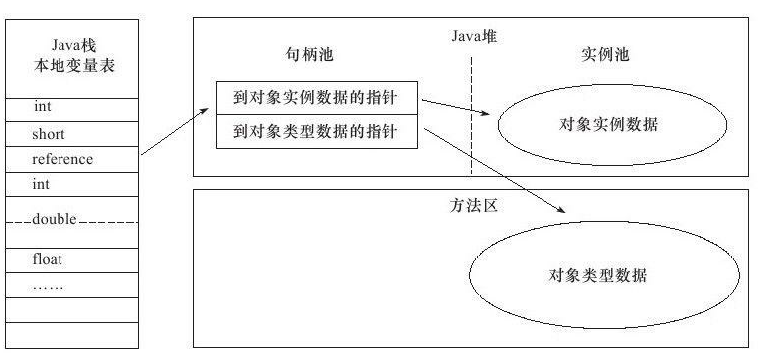 Java栈
本地变量表
int
short
reference
int
double
float
……
Java堆
句柄池
实例池
到对象实例数据的指针
到对象类型数据的指针
对象实例数据
方法区
对象类型数据